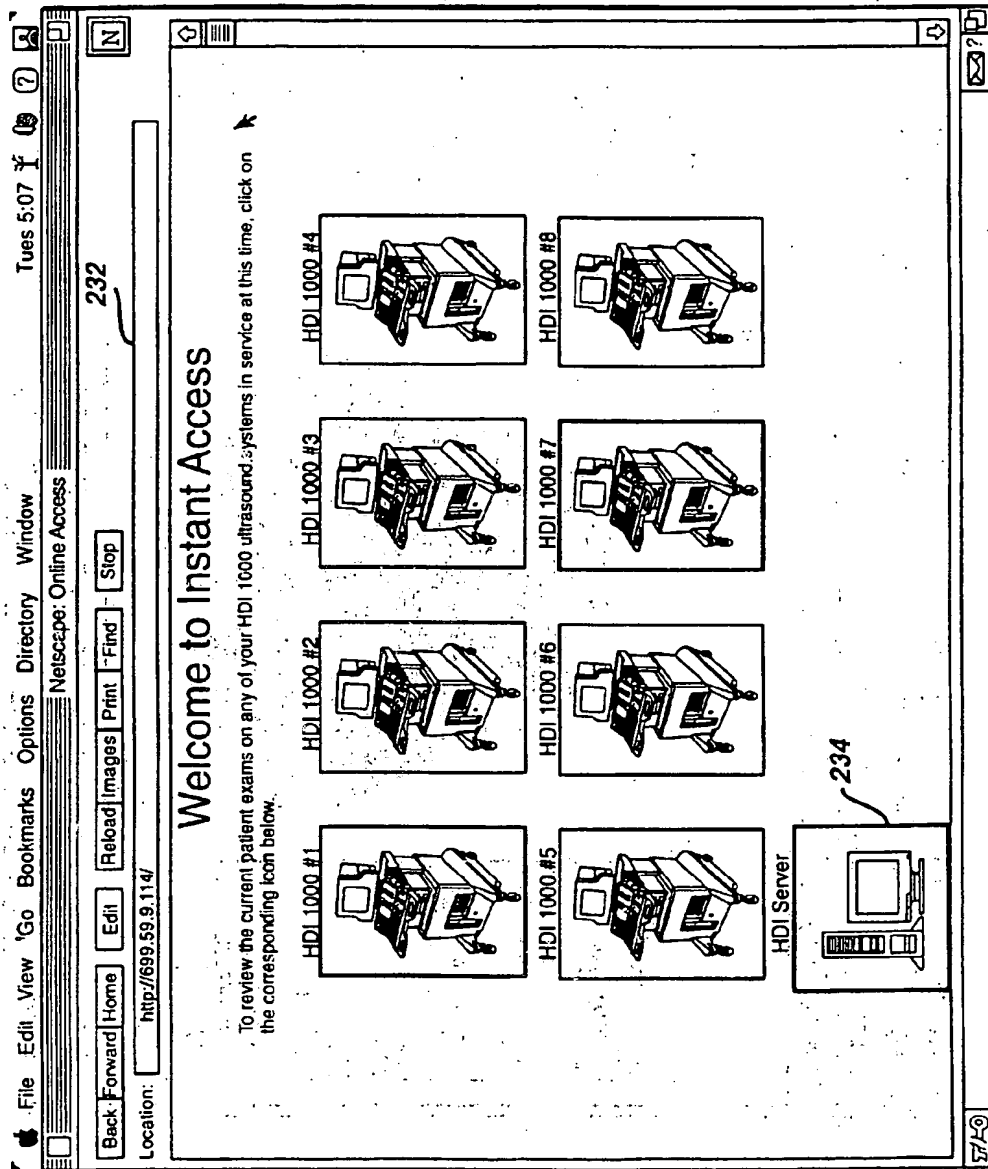 File Edit View Go Bookmarks Options Directory Window Tues 5:07 ?
Netscape: Online Access
Back Forward Home Edit Reload Images Print Find Stop
N
232
Location: http://699.59.9.114/
Welcome to Instant Access
To review the current patient exams on any of your HDI 1000 ultrasound systems in service at this time, click on
the corresponding icon below.
HDI 1000 #1 HDI 1000 #2 HDI 1000 #3 HDI 1000 #4
HDI 1000 #5 HDI 1000 #6 HDI 1000 #7 HDI 1000 #8
HDI Server
234
?